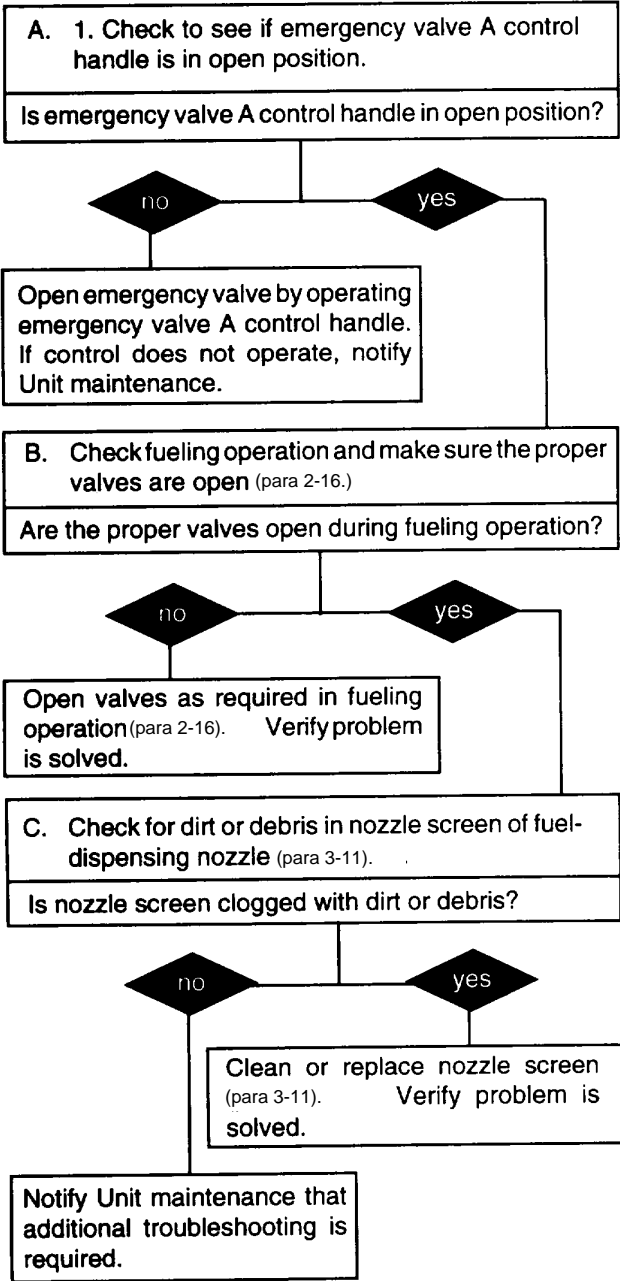 A. 1. Check to see if emergency valve A control
handle is in open position.
Is emergency valve A control handle in open position?
no
yes
Open emergency valve by operating
emergency valve A control handle.
If control does not operate, notify
Unit maintenance.
B. Check fueling operation and make sure the proper
valves are open (para 2-16.)
Are the proper valves open during fueling operation?
no
yes
Open valves as required in fueling
operation (para 2-16). Verify problem
is solved.
C. Check for dirt or debris in nozzle screen of fuel-
dispensing nozzle (para 3-11).
Is nozzle screen clogged with dirt or debris?
no
yes
Clean or replace nozzle screen
(para 3-11). Verify problem is
solved.
Notify Unit maintenance that
additional troubleshooting is
required.